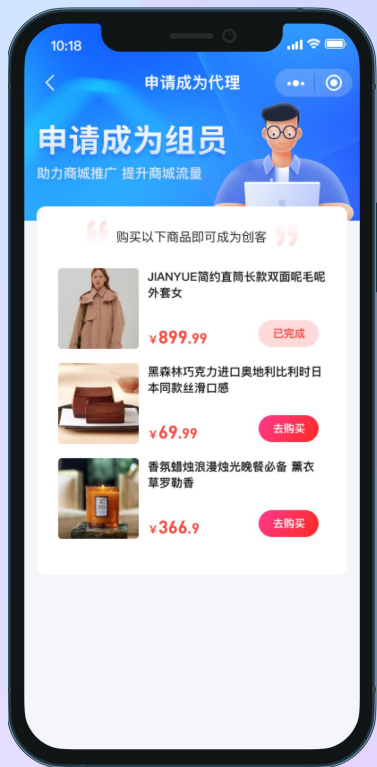 10:18
申请成为代理
申请成为组员
助力商城推广 提升商城流量
购买以下商品即可成为创客
JIANYUE简约直筒长款双面呢毛呢
外套女
¥899.99
已完成
黑森林巧克力进口奥地利比利时日
本同款丝滑口感
¥69.99
去购买
香氛蜡烛浪漫烛光晚餐必备 薰衣
草罗勒香
¥366.9
去购买